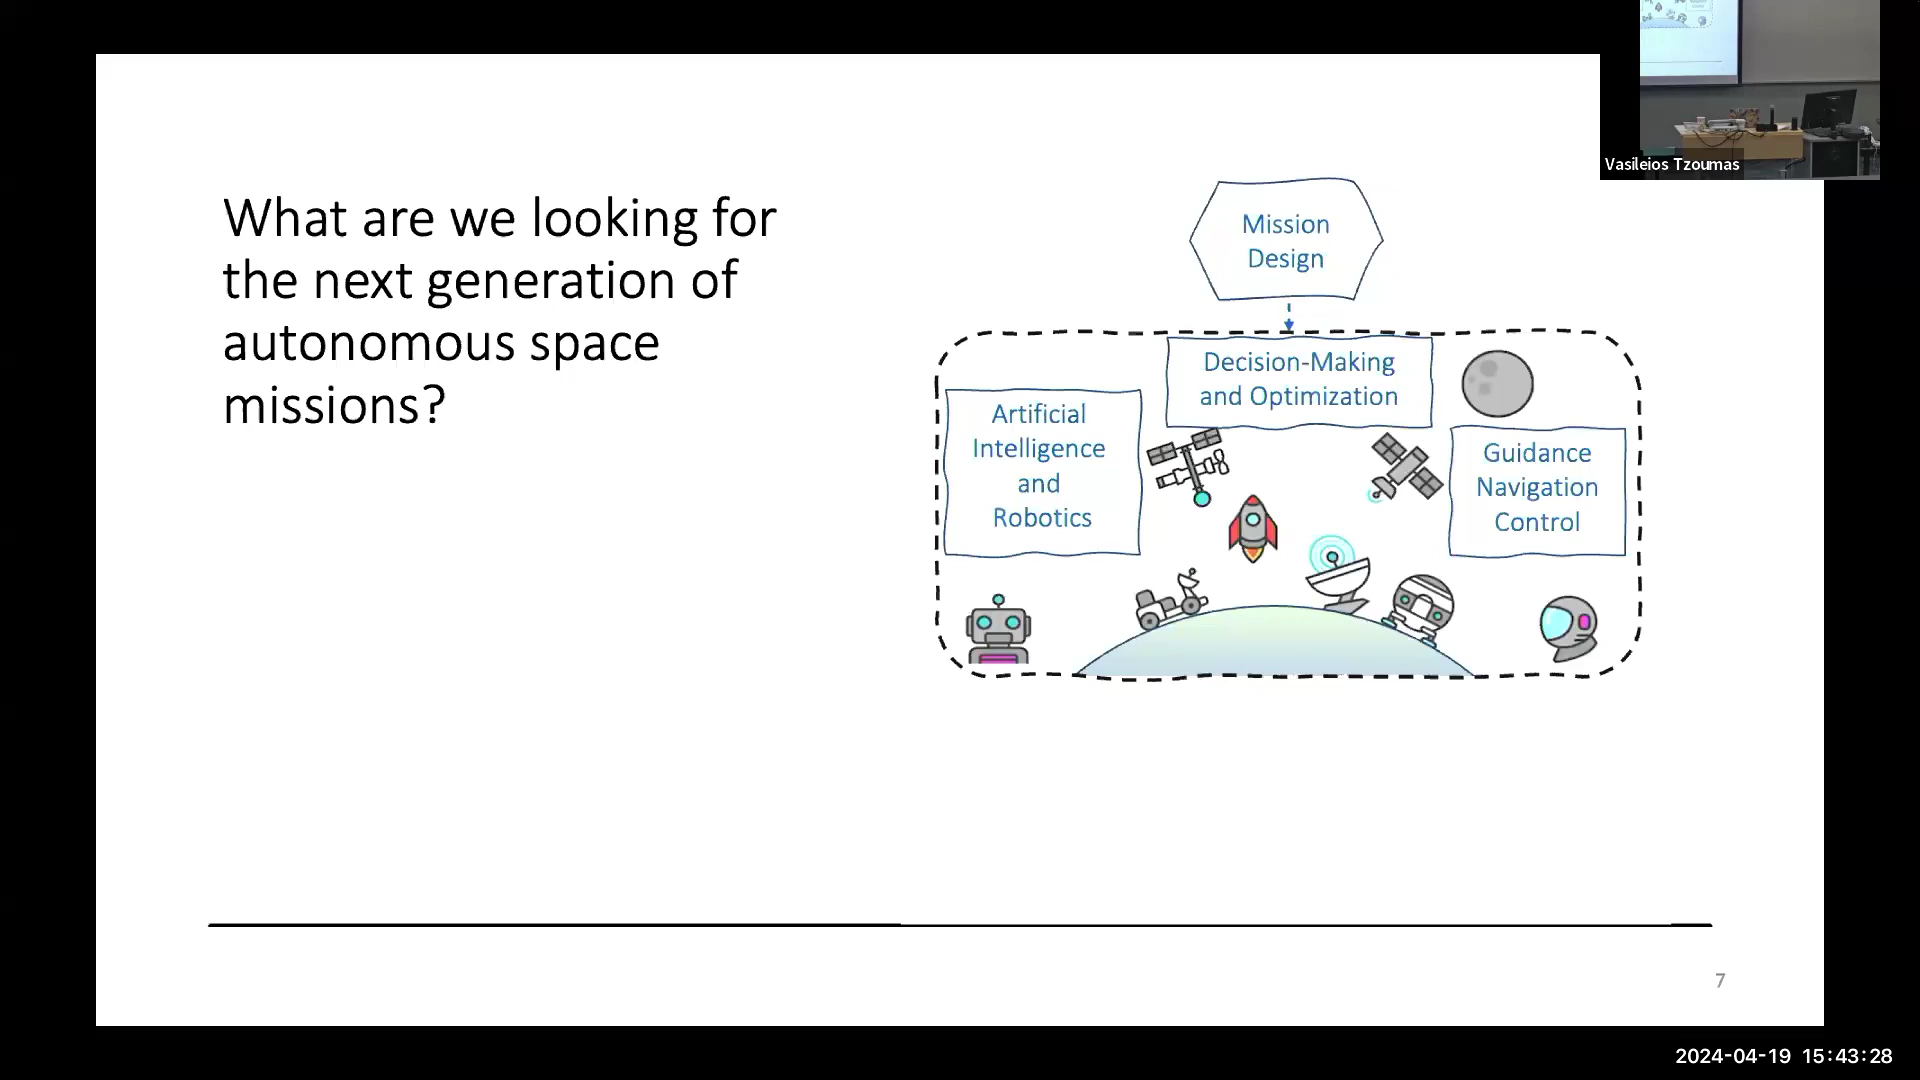 Vasileios Tzoumas
What are we looking for
the next generation of
autonomous space
missions?
Mission
Design
Decision-Making
and Optimization
Artificial
Intelligence
and
Robotics
Guidance
Navigation
Control
7
2024-04-19 15:43:28